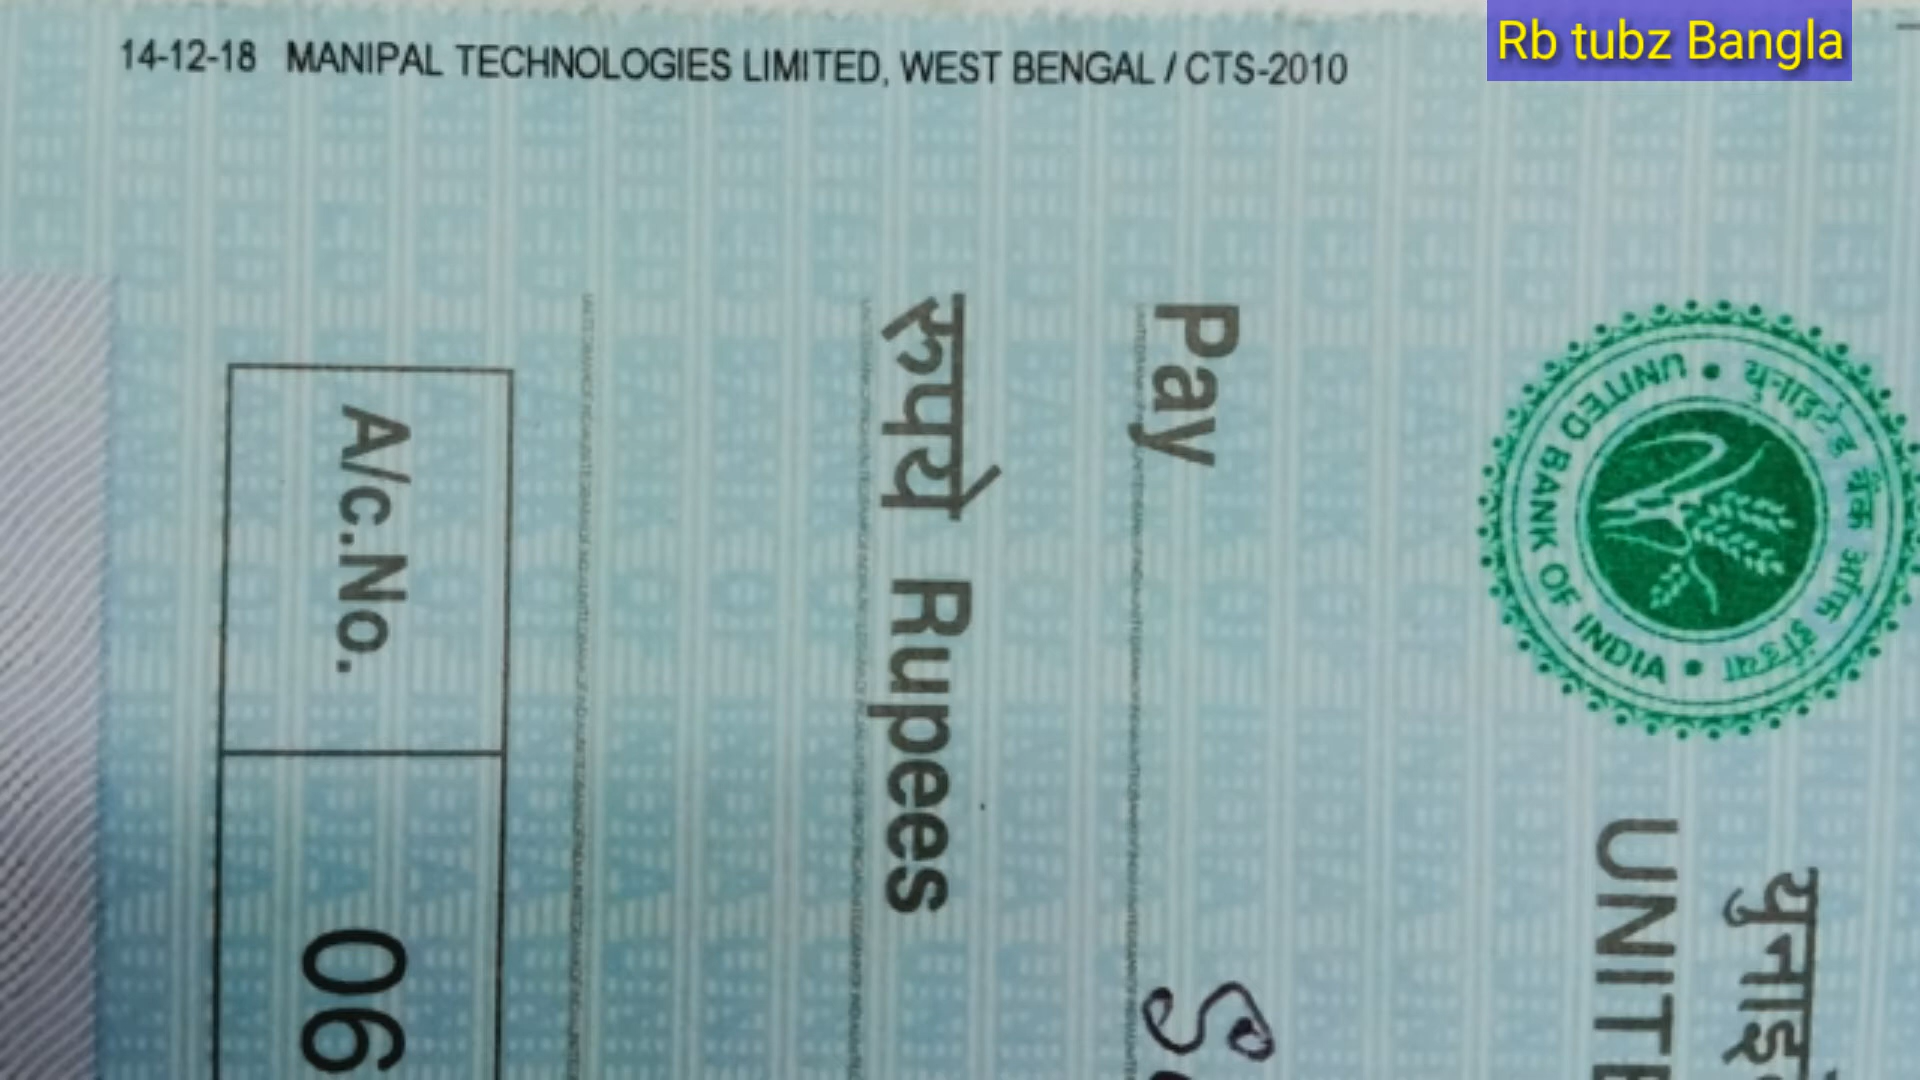 14-12-18 MANIPAL TECHNOLOGIES LIMITED, WEST BENGAL / CTS-2010
Rb tubz Bangla
यूनाइटेड बैंक ऑफ इंडिया • UNITED BANK OF INDIA •
यूनाइ
UNITE
Pay
रूपये Rupees
A/c.No.
06